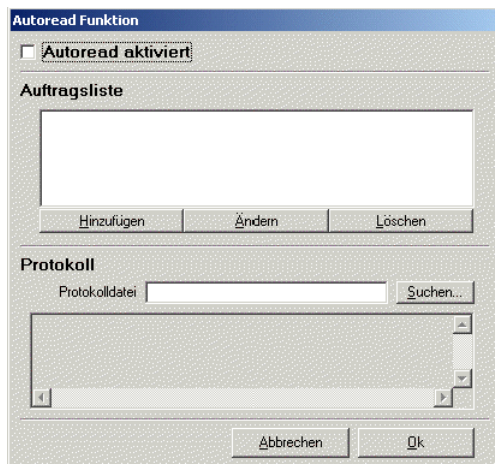 Autoread Funktion
Autoread aktiviert
Auftragsliste
Hinzufügen Ändern Löschen
Protokoll
Protokolldatei Suchen...
Abbrechen Ok